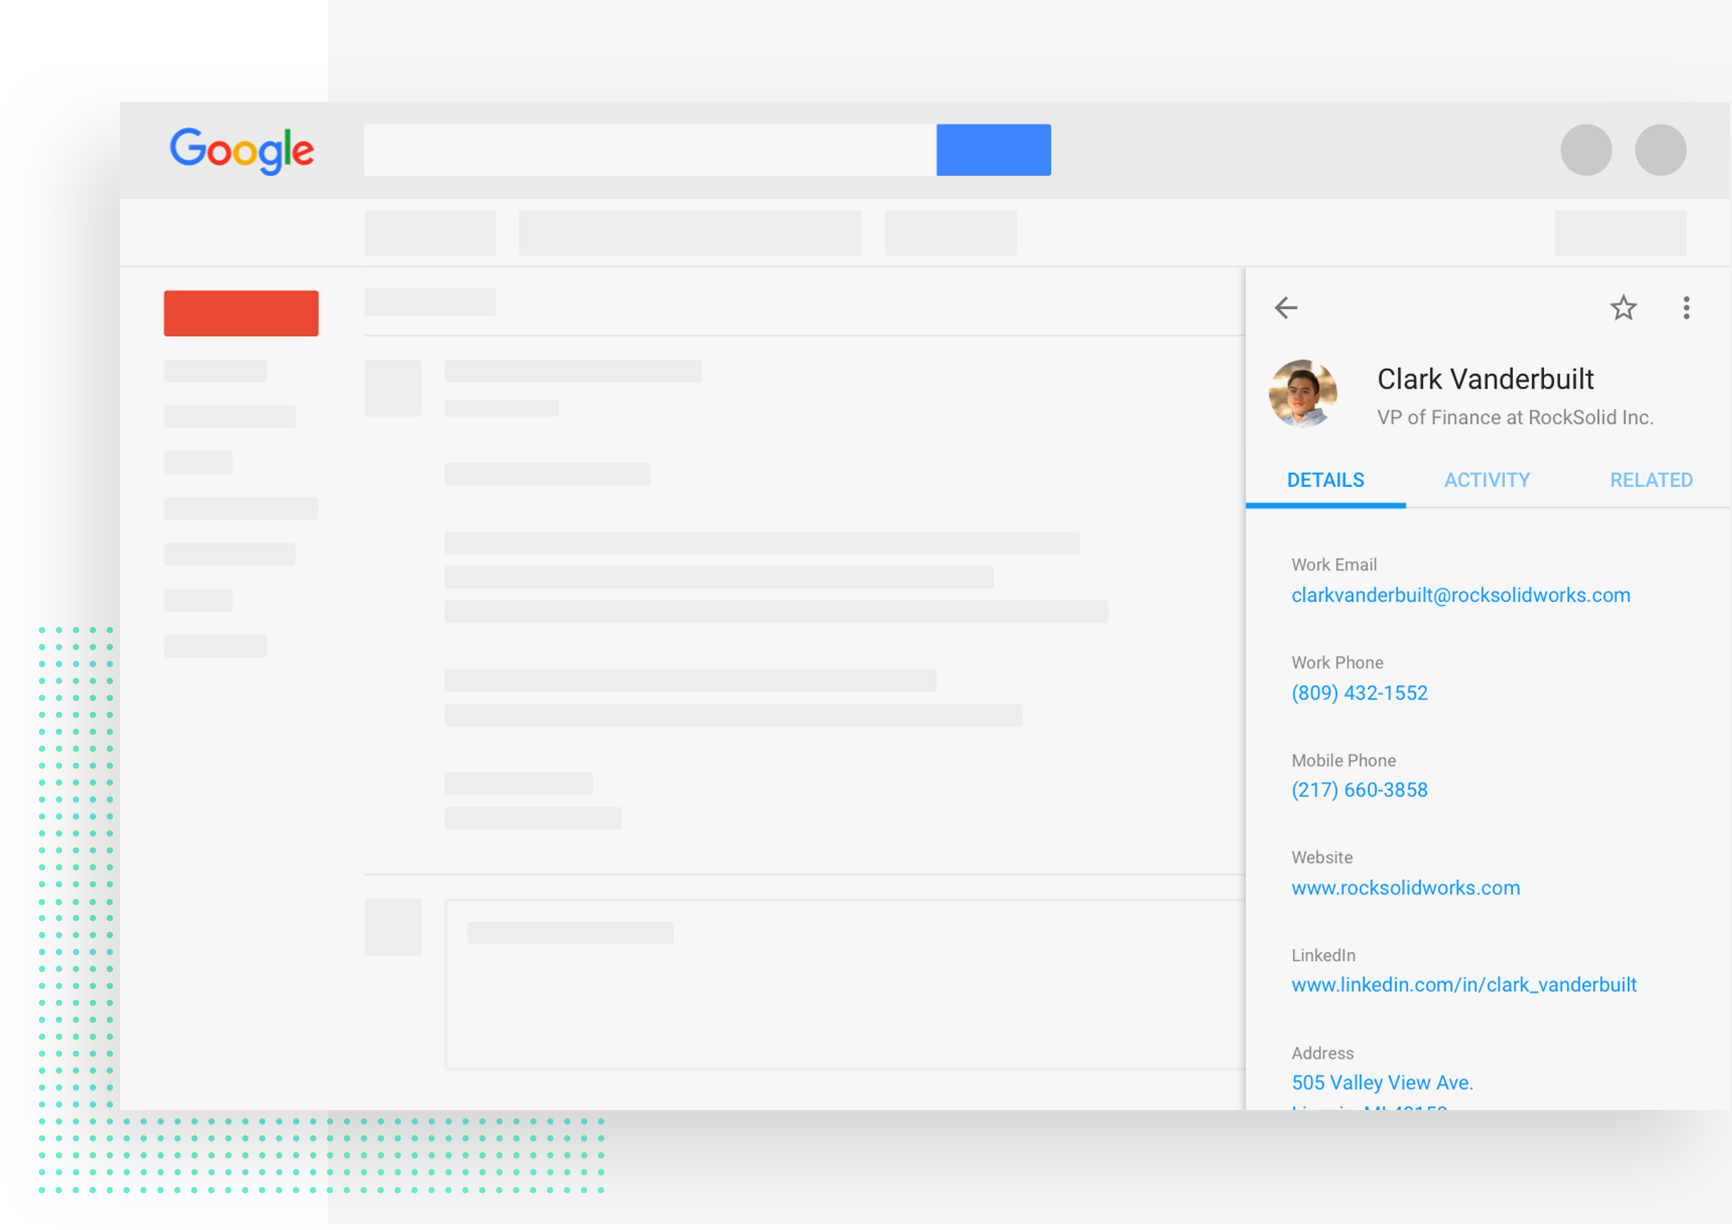 Google
Clark Vanderbuilt
VP of Finance at RockSolid Inc.
DETAILS ACTIVITY RELATED
Work Email
clarkvanderbuilt@rocksolidworks.com
Work Phone
(809) 432-1552
Mobile Phone
(217) 660-3858
Website
www.rocksolidworks.com
LinkedIn
www.linkedin.com/in/clark_vanderbuilt
Address
505 Valley View Ave.